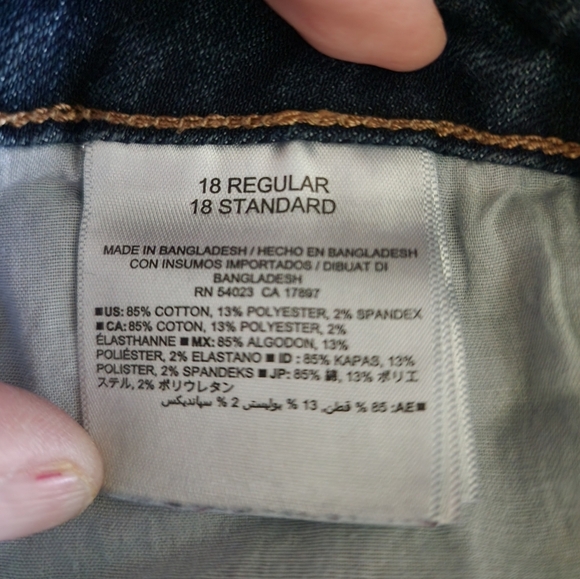 18 REGULAR
18 STANDARD
MADE IN BANGLADESH / HECHO EN BANGLADESH
CON INSUMOS IMPORTADOS / DIBUAT DI
BANGLADESH
RN 54023 CA 17897
■US: 85% COTTON, 13% POLYESTER, 2% SPANDEX
■CA: 85% COTON, 13% POLYESTER, 2%
ÉLASTHANNE ■ MX: 85% ALGODON, 13%
POLIÉSTER, 2% ELASTANO ■ ID : 85% KAPAS, 13%
POLISTER, 2% SPANDEKS ■ JP: 85% 綿, 13% ポリエ
ステル, 2% ポリウレタン
■AE: 85 % قطن, 13 % بوليستر 2 % سپانديكس